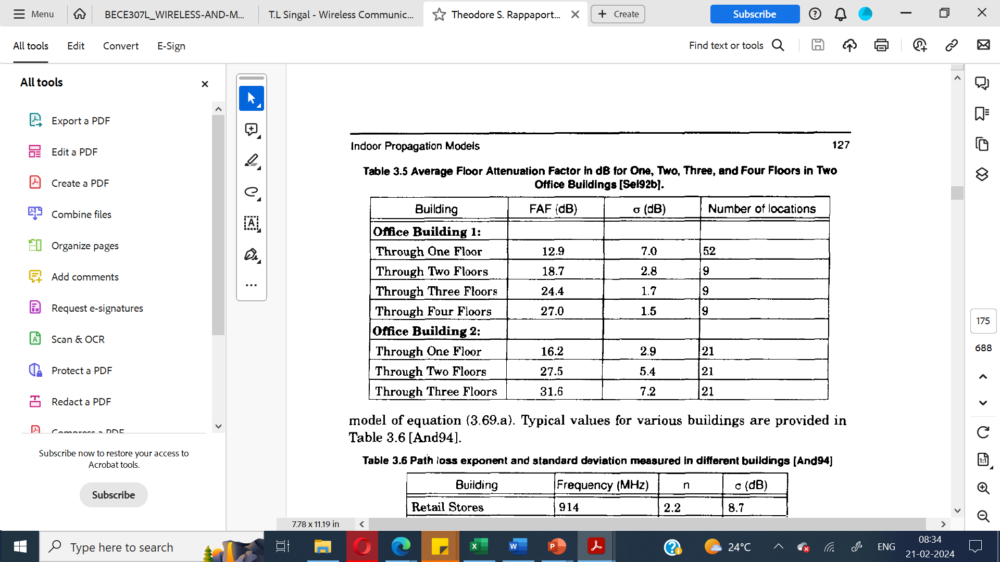 Menu
BECE307L_WIRELESS-AND-M...
T.L Singal - Wireless Communic...
Theodore S. Rappaport...
Create
Subscribe
All tools
Edit
Convert
E-Sign
Find text or tools
All tools
Export a PDF
Edit a PDF
Create a PDF
Combine files
Organize pages
Add comments
Request e-signatures
Scan & OCR
Protect a PDF
Redact a PDF
Compress a PDF
Subscribe now to restore your access to
Acrobat tools.
Subscribe
Indoor Propagation Models 127
Table 3.5 Average Floor Attenuation Factor in dB for One, Two, Three, and Four Floors in Two
Office Buildings [Sei92b].
Building FAF (dB) σ (dB) Number of locations
Office Building 1:
Through One Floor 12.9 7.0 52
Through Two Floors 18.7 2.8 9
Through Three Floors 24.4 1.7 9
Through Four Floors 27.0 1.5 9
Office Building 2:
Through One Floor 16.2 2.9 21
Through Two Floors 27.5 5.4 21
Through Three Floors 31.6 7.2 21
model of equation (3.69.a). Typical values for various buildings are provided in
Table 3.6 [And94].
Table 3.6 Path loss exponent and standard deviation measured in different buildings [And94]
Building Frequency (MHz) n σ (dB)
Retail Stores 914 2.2 8.7
7.78 x 11.19 in
175
688
1:1
Type here to search
24°C
ENG
08:34
21-02-2024